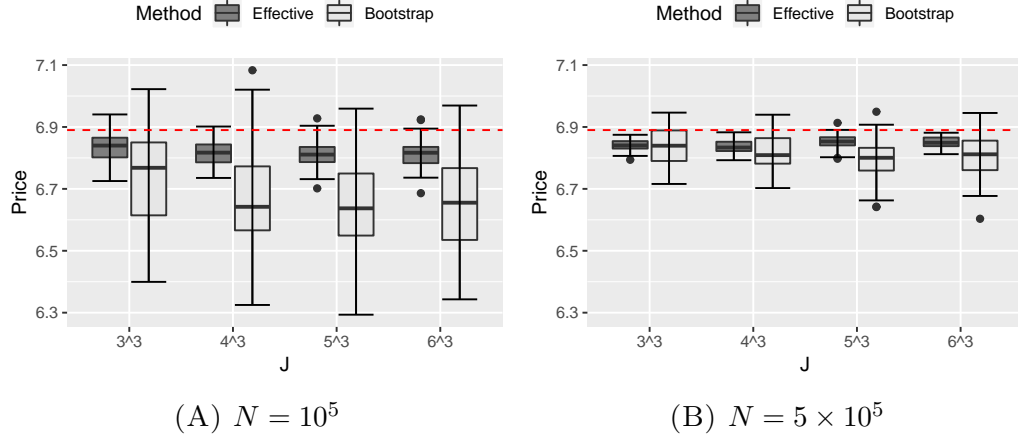 Method Effective Bootstrap
Price
7.1
6.9
6.7
6.5
6.3
3^3 4^3 5^3 6^3
J
(A) N = 10^5
Method Effective Bootstrap
Price
7.1
6.9
6.7
6.5
6.3
3^3 4^3 5^3 6^3
J
(B) N = 5 × 10^5